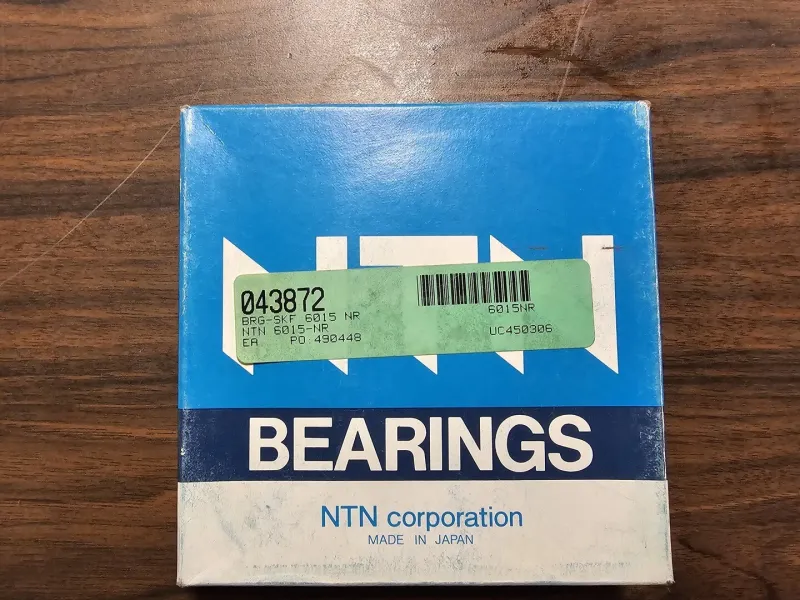 NTN
043872
BRG-SKF 6015 NR
NTN 6015-NR
EA PO 490448
6015NR
UC450306
BEARINGS
NTN corporation
MADE IN JAPAN